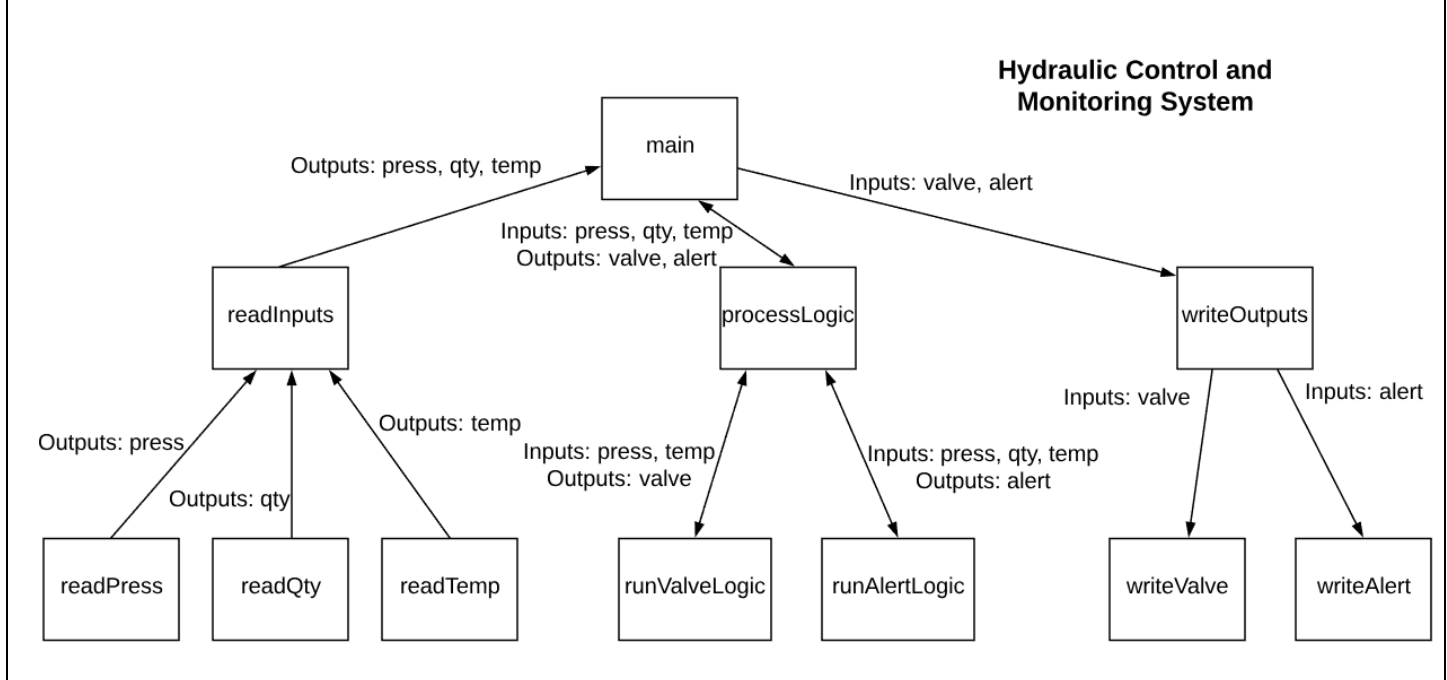 Hydraulic Control and
Monitoring System
main
Outputs: press, qty, temp
Inputs: valve, alert
Inputs: press, qty, temp
Outputs: valve, alert
readInputs
processLogic
writeOutputs
Outputs: press
Outputs: qty
Outputs: temp
Inputs: press, temp
Outputs: valve
Inputs: press, qty, temp
Outputs: alert
Inputs: valve
Inputs: alert
readPress
readQty
readTemp
runValveLogic
runAlertLogic
writeValve
writeAlert